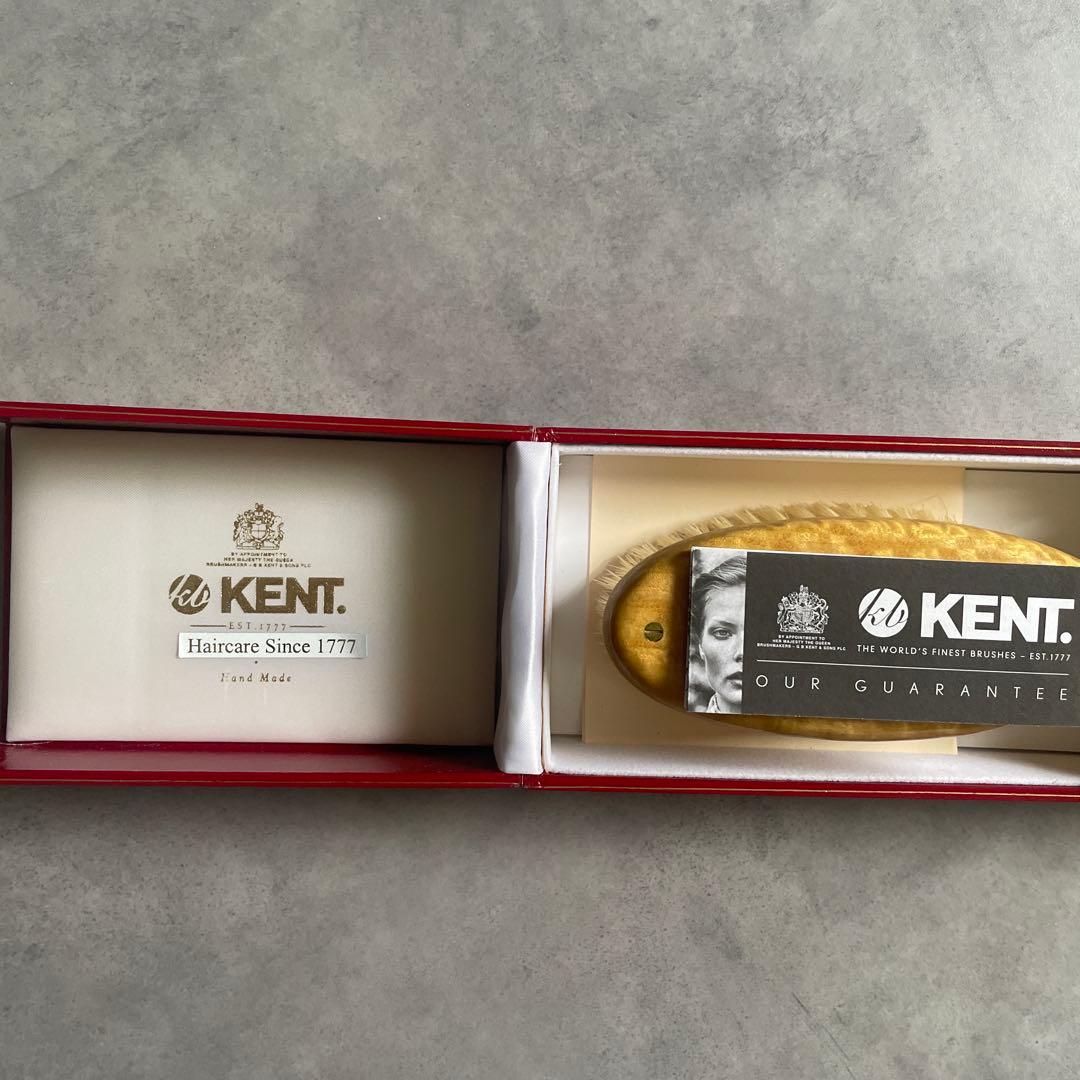 BY APPOINTMENT TO
HER MAJESTY THE QUEEN
BRUSHMAKERS – G B KENT & SONS PLC
kb KENT.
EST. 1777
Haircare Since 1777
Hand Made
BY APPOINTMENT TO
HER MAJESTY THE QUEEN
BRUSHMAKERS – G B KENT & SONS PLC
kb KENT.
THE WORLD'S FINEST BRUSHES – EST.1777
OUR GUARANTEE